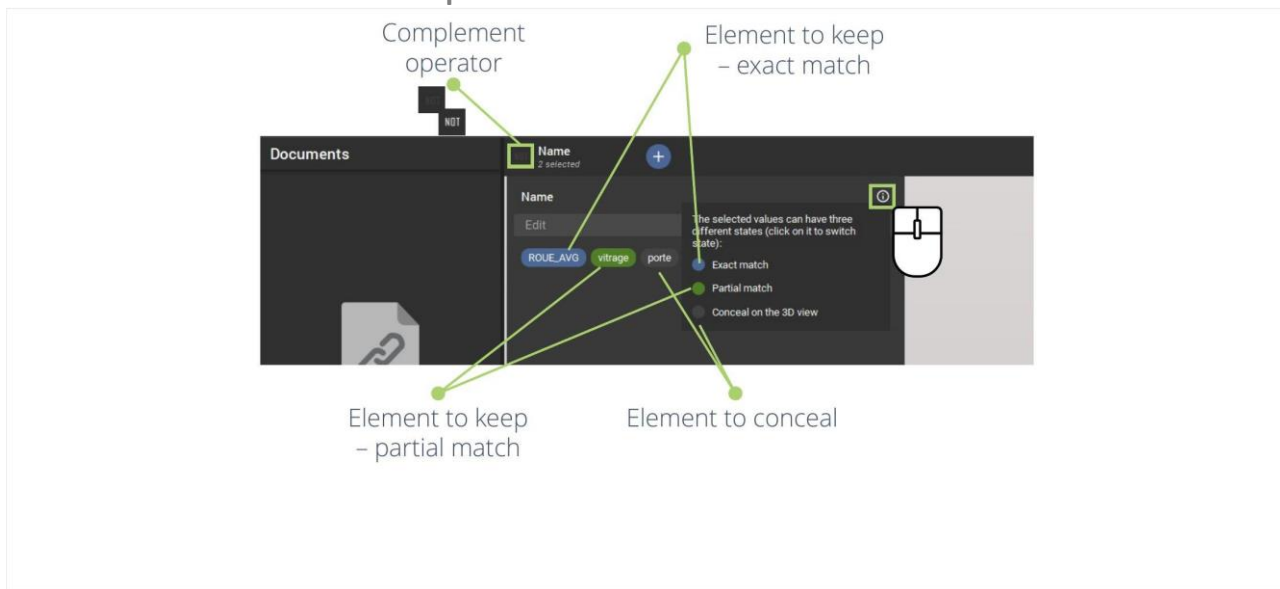 Complement
operator
Element to keep
– exact match
NOT
NOT
Documents
NOT
Name
2 selected
+
Name
Edit
The selected values can have three
different states (click on it to switch
state):
ROUE_AVG
vitrage
porte
Exact match
Partial match
Conceal on the 3D view
Element to keep
– partial match
Element to conceal